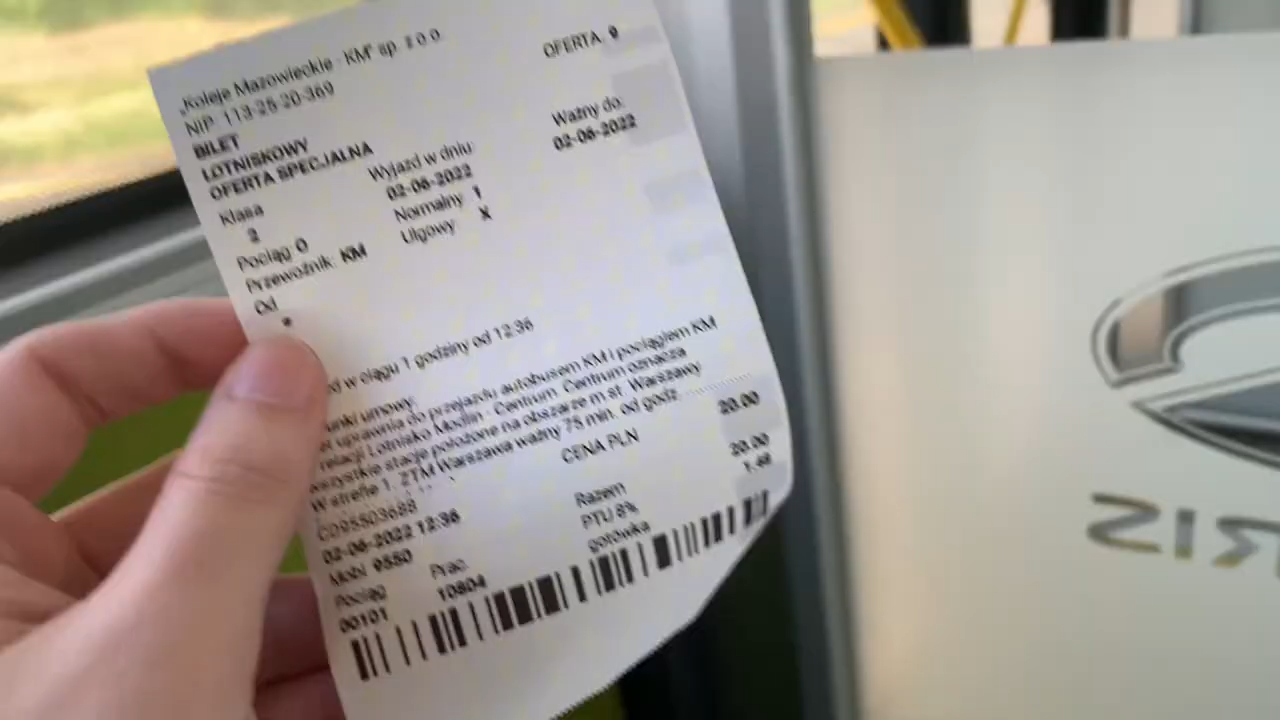 „Koleje Mazowieckie - KM" sp. z o.o.
OFERTA 9
NIP: 113-25-20-369
BILET
LOTNISKOWY
OFERTA SPECJALNA
Wyjazd w dniu:
02-06-2022
Ważny do:
02-06-2022
Klasa
2
Normalny 1
Ulgowy X
Pociąg O
Przewoźnik: KM
Od
*
w ciągu 1 godziny od 12:36
umowy:
uprawnia do przejazdu autobusem KM i pociągiem KM
relacji Lotnisko Modlin - Centrum. Centrum oznacza
wszystkie stacje położone na obszarze m.st. Warszawy
W strefie 1. ZTM Warszawa ważny 75 min. od godz.
CENA PLN 20.00
C095503688
02-06-2022 12:36
Razem 20.00
Mobi 9550
PTU 8% 1.48
gotówka
Pociąg Prac.
00101 10804